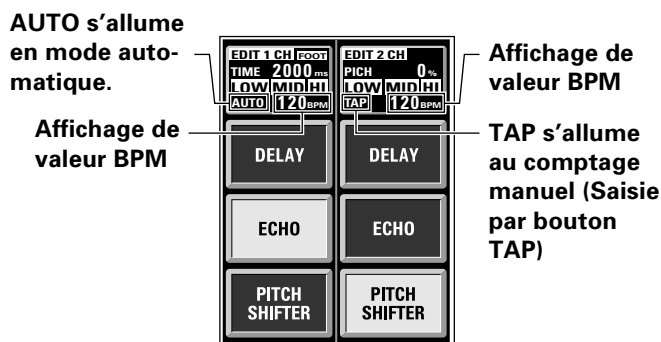 AUTO s’allume
en mode auto-
matique.
Affichage de
valeur BPM
EDIT 1 CH FOOT
TIME 2000 ms
LOW MID HI
AUTO 120 BPM
DELAY
ECHO
PITCH
SHIFTER
EDIT 2 CH
PICH 0 %
LOW MID HI
TAP 120 BPM
DELAY
ECHO
PITCH
SHIFTER
Affichage de
valeur BPM
TAP s’allume
au comptage
manuel (Saisie
par bouton
TAP)